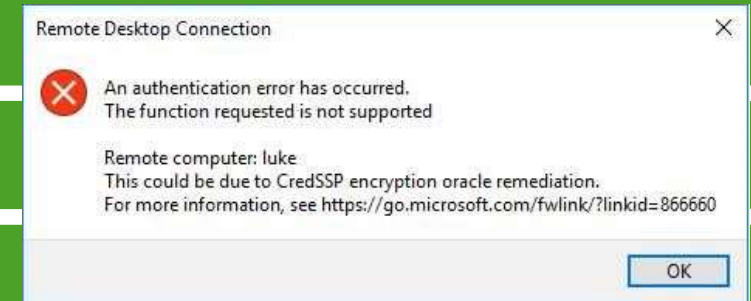 Remote Desktop Connection
An authentication error has occurred.
The function requested is not supported
Remote computer: luke
This could be due to CredSSP encryption oracle remediation.
For more information, see https://go.microsoft.com/fwlink/?linkid=866660
OK